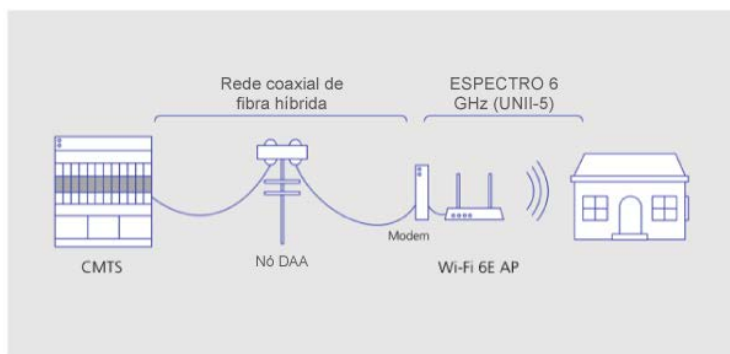 Rede coaxial de
fibra híbrida
ESPECTRO 6
GHz (UNII-5)
CMTS
Nó DAA
Modem
Wi-Fi 6E AP